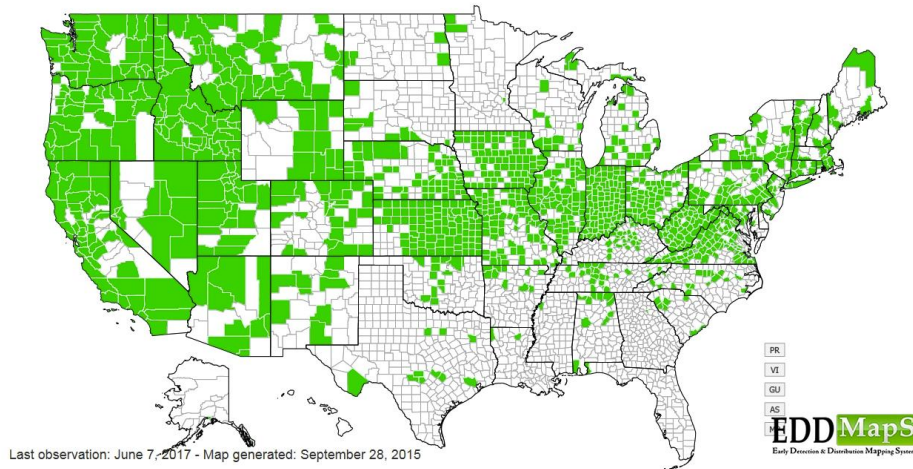 PR
VI
GU
AS
EDDMapS
Early Detection & Distribution Mapping System
Last observation: June 7, 2017 - Map generated: September 28, 2015